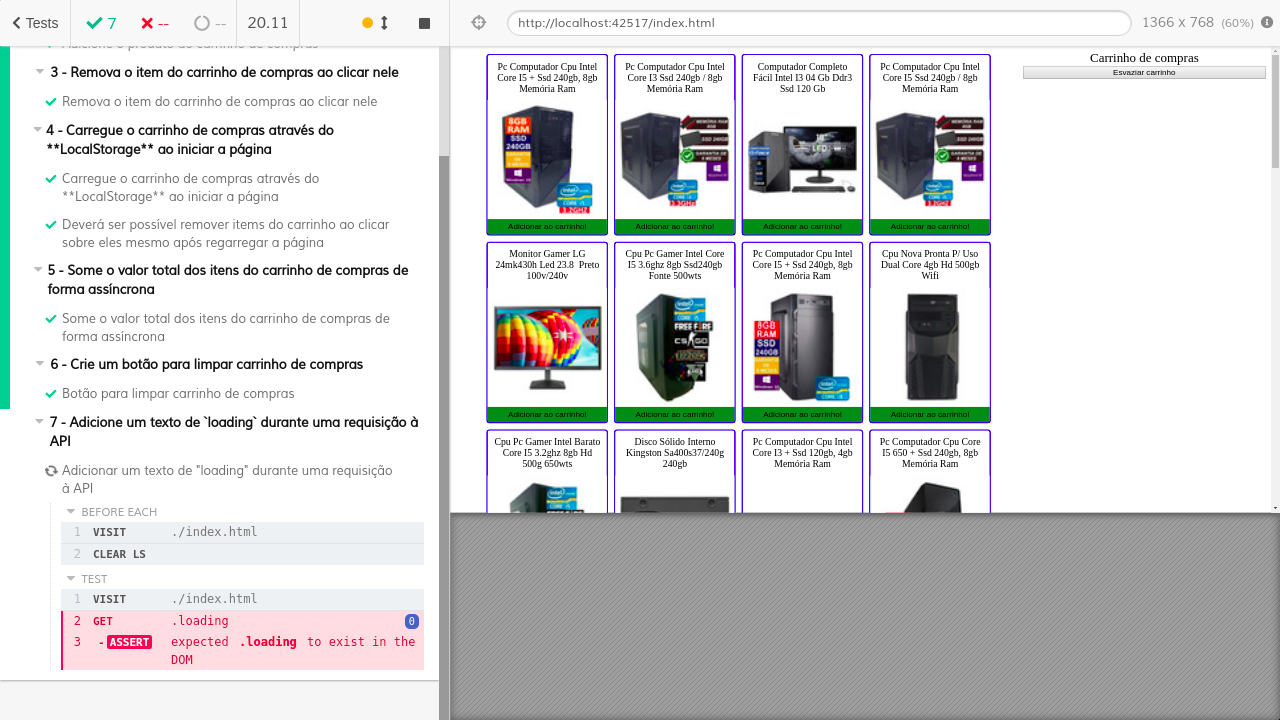 Tests
7
--
--
20.11
http://localhost:42517/index.html
1366 x 768 (60%)
Adicione o produto ao carrinho de compras
3 - Remova o item do carrinho de compras ao clicar nele
Remova o item do carrinho de compras ao clicar nele
4 - Carregue o carrinho de compras através do
**LocalStorage** ao iniciar a página
Carregue o carrinho de compras através do
**LocalStorage** ao iniciar a página
Deverá ser possível remover items do carrinho ao clicar
sobre eles mesmo após regarregar a página
5 - Some o valor total dos itens do carrinho de compras de
forma assíncrona
Some o valor total dos itens do carrinho de compras de
forma assíncrona
6 - Crie um botão para limpar carrinho de compras
Botão para limpar carrinho de compras
7 - Adicione um texto de `loading` durante uma requisição à
API
Adicionar um texto de "loading" durante uma requisição
à API
BEFORE EACH
1 VISIT ./index.html
2 CLEAR LS
TEST
1 VISIT ./index.html
2 GET .loading 0
3 -ASSERT expected .loading to exist in the
DOM
Pc Computador Cpu Intel
Core I5 + Ssd 240gb, 8gb
Memória Ram
8GB
RAM
SSD
240GB
Adicionar ao carrinho!
Pc Computador Cpu Intel
Core I3 Ssd 240gb / 8gb
Memória Ram
Adicionar ao carrinho!
Computador Completo
Fácil Intel I3 04 Gb Ddr3
Ssd 120 Gb
Adicionar ao carrinho!
Pc Computador Cpu Intel
Core I5 Ssd 240gb / 8gb
Memória Ram
Adicionar ao carrinho!
Monitor Gamer LG
24mk430h Led 23.8 Preto
100v/240v
Adicionar ao carrinho!
Cpu Pc Gamer Intel Core
I5 3.6ghz 8gb Ssd240gb
Fonte 500wts
FREE FIRE
CS:GO
Adicionar ao carrinho!
Pc Computador Cpu Intel
Core I5 + Ssd 240gb, 8gb
Memória Ram
8GB
RAM
SSD
240GB
Adicionar ao carrinho!
Cpu Nova Pronta P/ Uso
Dual Core 4gb Hd 500gb
Wifi
Adicionar ao carrinho!
Cpu Pc Gamer Intel Barato
Core I5 3.2ghz 8gb Hd
500g 650wts
Disco Sólido Interno
Kingston Sa400s37/240g
240gb
Pc Computador Cpu Intel
Core I3 + Ssd 120gb, 4gb
Memória Ram
Pc Computador Cpu Core
I5 650 + Ssd 240gb, 8gb
Memória Ram
Carrinho de compras
Esvaziar carrinho